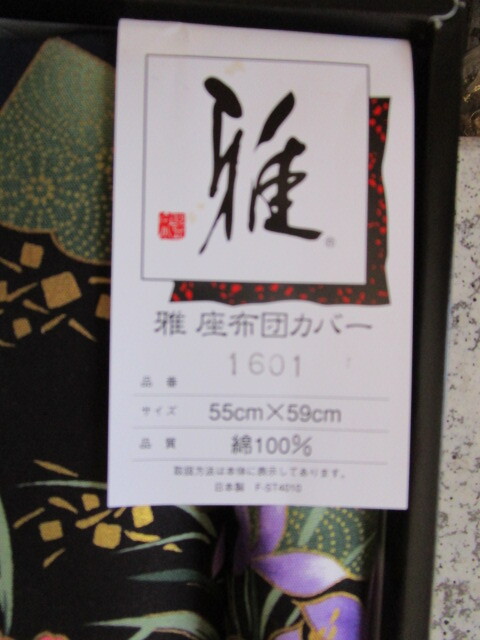 雅®
雅 座布団カバー
品番 1601
サイズ 55cm×59cm
品質 綿100%
取扱方法は本体に表示してあります。
日本製 F-ST4010